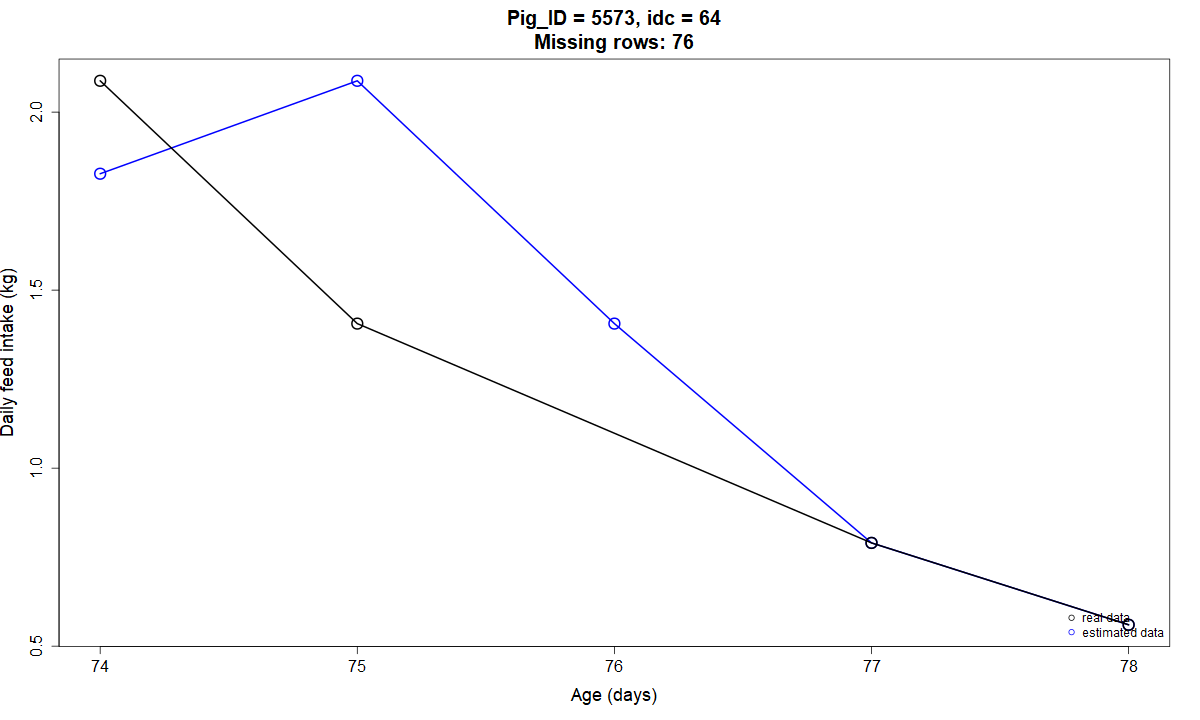 Pig_ID = 5573, idc = 64
Missing rows: 76
Daily feed intake (kg)
2.0
1.5
1.0
0.5
real data
estimated data
74 75 76 77 78
Age (days)